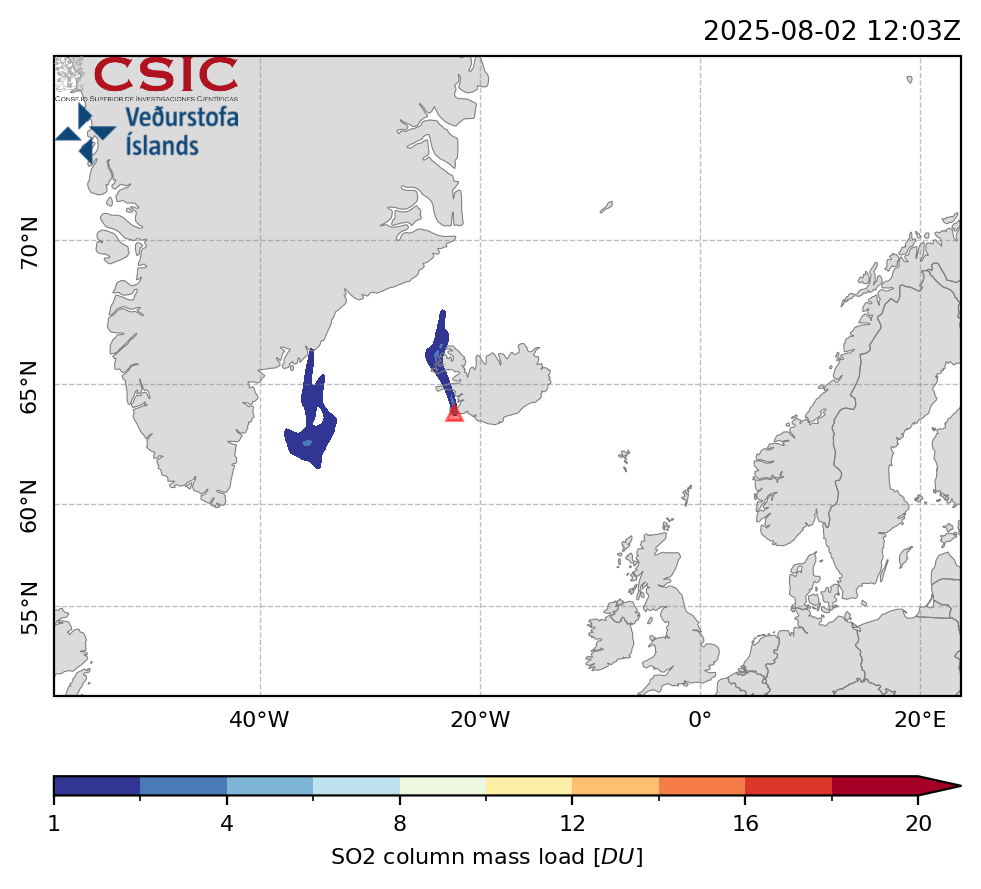 2025-08-02 12:03Z
CSIC
CONSEJO SUPERIOR DE INVESTIGACIONES CIENTÍFICAS
Veðurstofa
Íslands
70°N
65°N
60°N
55°N
40°W 20°W 0° 20°E
1 4 8 12 16 20
SO2 column mass load [DU]